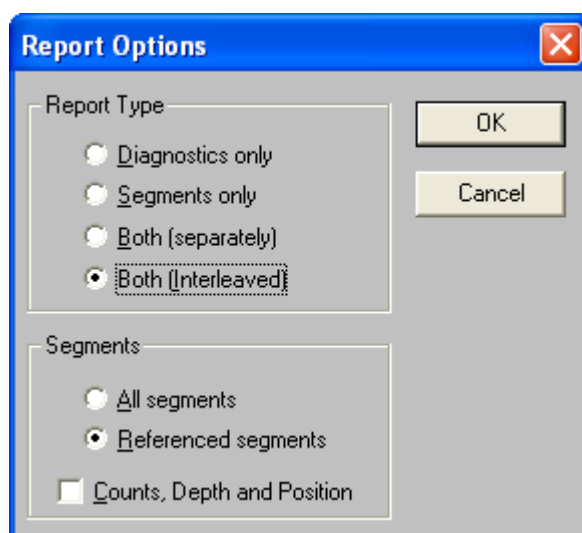 Report Options
Report Type
Diagnostics only
Segments only
Both (separately)
Both (Interleaved)
OK
Cancel
Segments
All segments
Referenced segments
Counts, Depth and Position